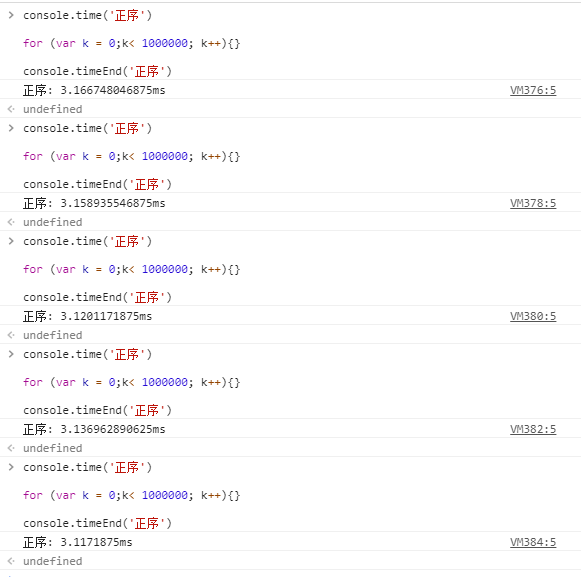 > console.time('正序')
for (var k = 0;k< 1000000; k++){}
console.timeEnd('正序')
正序: 3.166748046875ms VM376:5
< undefined
> console.time('正序')
for (var k = 0;k< 1000000; k++){}
console.timeEnd('正序')
正序: 3.158935546875ms VM378:5
< undefined
> console.time('正序')
for (var k = 0;k< 1000000; k++){}
console.timeEnd('正序')
正序: 3.1201171875ms VM380:5
< undefined
> console.time('正序')
for (var k = 0;k< 1000000; k++){}
console.timeEnd('正序')
正序: 3.136962890625ms VM382:5
< undefined
> console.time('正序')
for (var k = 0;k< 1000000; k++){}
console.timeEnd('正序')
正序: 3.1171875ms VM384:5
< undefined